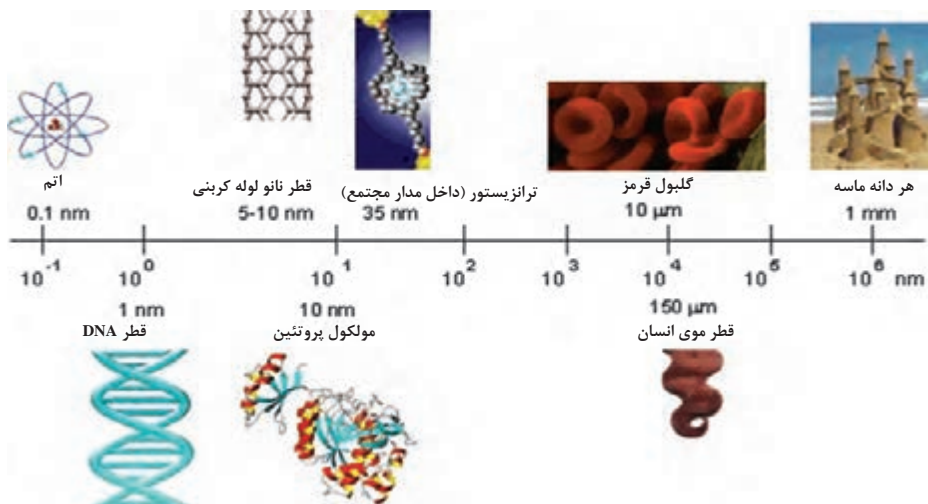 اتم
0.1 nm
قطر نانو لوله کربنی
5-10 nm
ترانزیستور (داخل مدار مجتمع)
35 nm
گلبول قرمز
10 µm
هر دانه ماسه
1 mm
10⁻¹ 10⁰ 10¹ 10² 10³ 10⁴ 10⁵ 10⁶ nm
1 nm
قطر DNA
10 nm
مولکول پروتئین
150 µm
قطر موی انسان